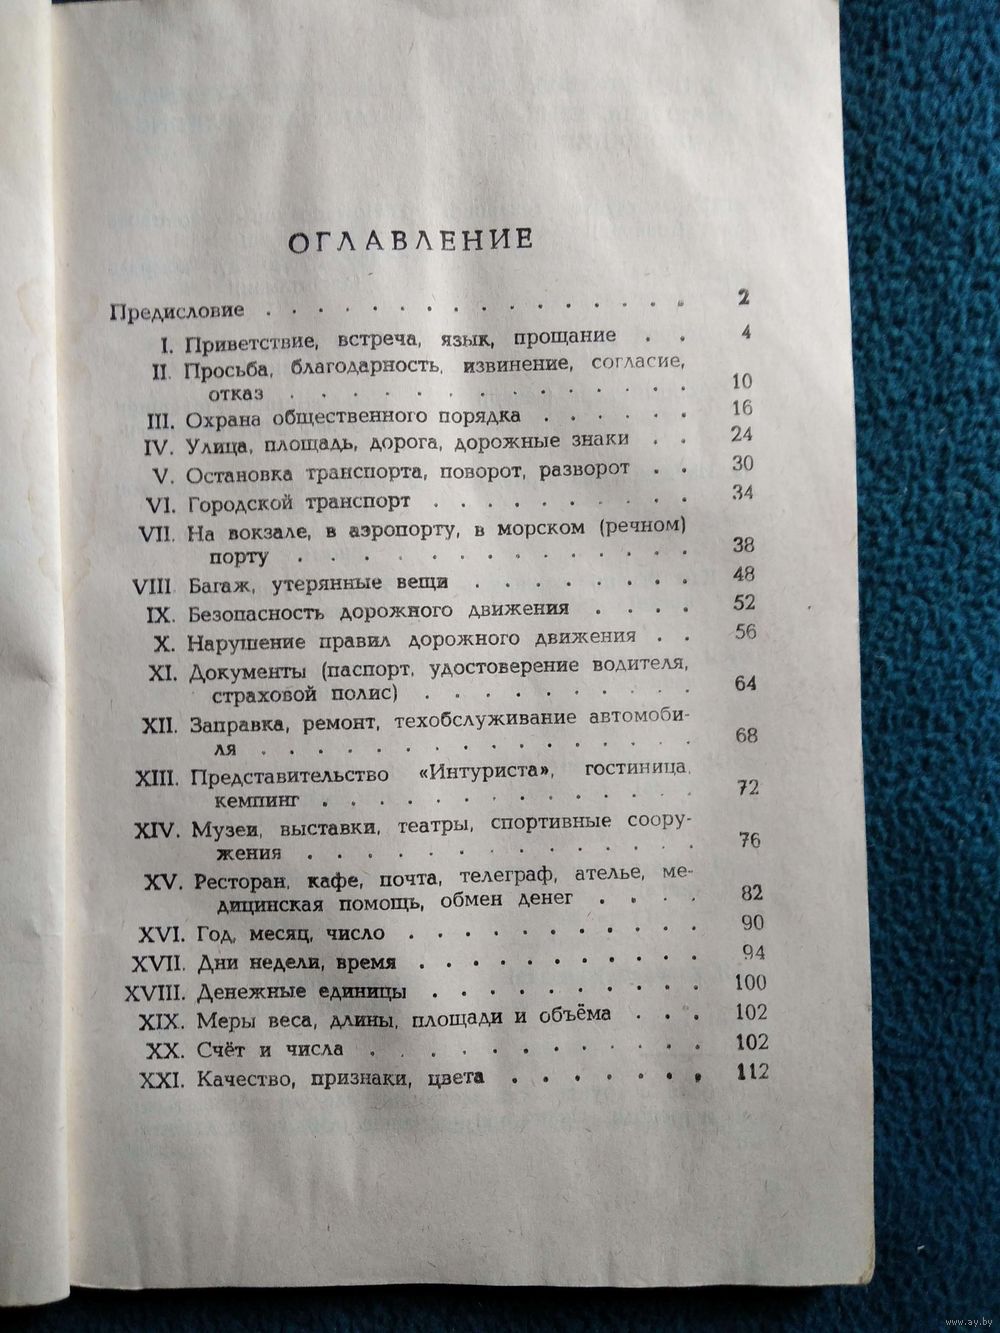 ОГЛАВЛЕНИЕ
Предисловие . . . . . . . . . . . . . . . . 2
I. Приветствие, встреча, язык, прощание . . 4
II. Просьба, благодарность, извинение, согласие,
отказ . . . . . . . . . . . . . . 10
III. Охрана общественного порядка . . . . . . 16
IV. Улица, площадь, дорога, дорожные знаки . . 24
V. Остановка транспорта, поворот, разворот . . 30
VI. Городской транспорт . . . . . . . . . . 34
VII. На вокзале, в аэропорту, в морском (речном)
порту . . . . . . . . . . . . . . 38
VIII. Багаж, утерянные вещи . . . . . . . . 48
IX. Безопасность дорожного движения . . . . 52
X. Нарушение правил дорожного движения . . 56
XI. Документы (паспорт, удостоверение водителя,
страховой полис) . . . . . . . . . . 64
XII. Заправка, ремонт, техобслуживание автомоби-
ля . . . . . . . . . . . . . . . . 68
XIII. Представительство «Интуриста», гостиница,
кемпинг . . . . . . . . . . . . . 72
XIV. Музеи, выставки, театры, спортивные соору-
жения . . . . . . . . . . . . . 76
XV. Ресторан, кафе, почта, телеграф, ателье, ме-
дицинская помощь, обмен денег . . . . 82
XVI. Год, месяц, число . . . . . . . . . . . 90
XVII. Дни недели, время . . . . . . . . . . . 94
XVIII. Денежные единицы . . . . . . . . . . 100
XIX. Меры веса, длины, площади и объёма . . . 102
XX. Счёт и числа . . . . . . . . . . . . 102
XXI. Качество, признаки, цвета . . . . . . . 112
www.ay.by